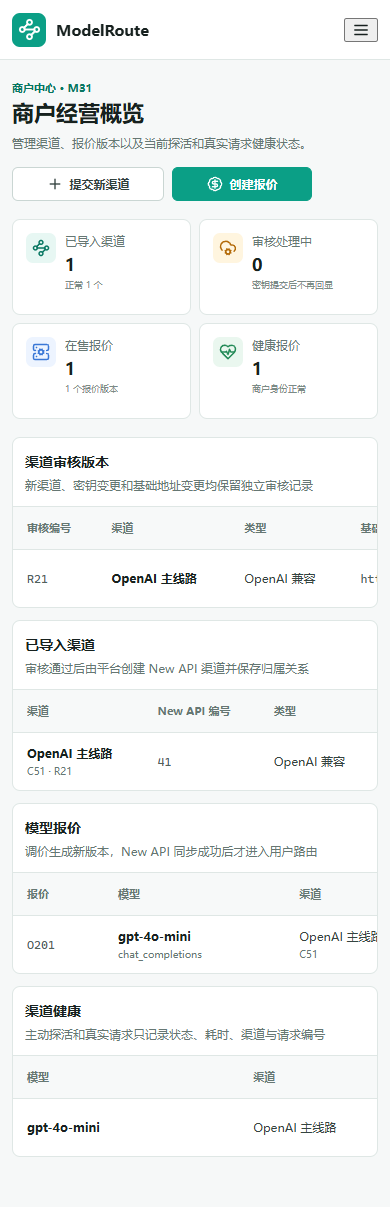 ModelRoute
商户中心 • M31
商户经营概览
管理渠道、报价版本以及当前探活和真实请求健康状态。
提交新渠道
创建报价
已导入渠道
1
正常 1 个
审核处理中
0
密钥提交后不再回显
在售报价
1
1 个报价版本
健康报价
1
商户身份正常
渠道审核版本
新渠道、密钥变更和基础地址变更均保留独立审核记录
审核编号 渠道 类型
R21 OpenAI 主线路 OpenAI 兼容
已导入渠道
审核通过后由平台创建 New API 渠道并保存归属关系
渠道 New API 编号 类型
OpenAI 主线路 41 OpenAI 兼容
C51 · R21
模型报价
调价生成新版本，New API 同步成功后才进入用户路由
报价 模型 渠道
O201 gpt-4o-mini OpenAI 主线路
chat_completions C51
渠道健康
主动探活和真实请求只记录状态、耗时、渠道与请求编号
模型 渠道
gpt-4o-mini OpenAI 主线路